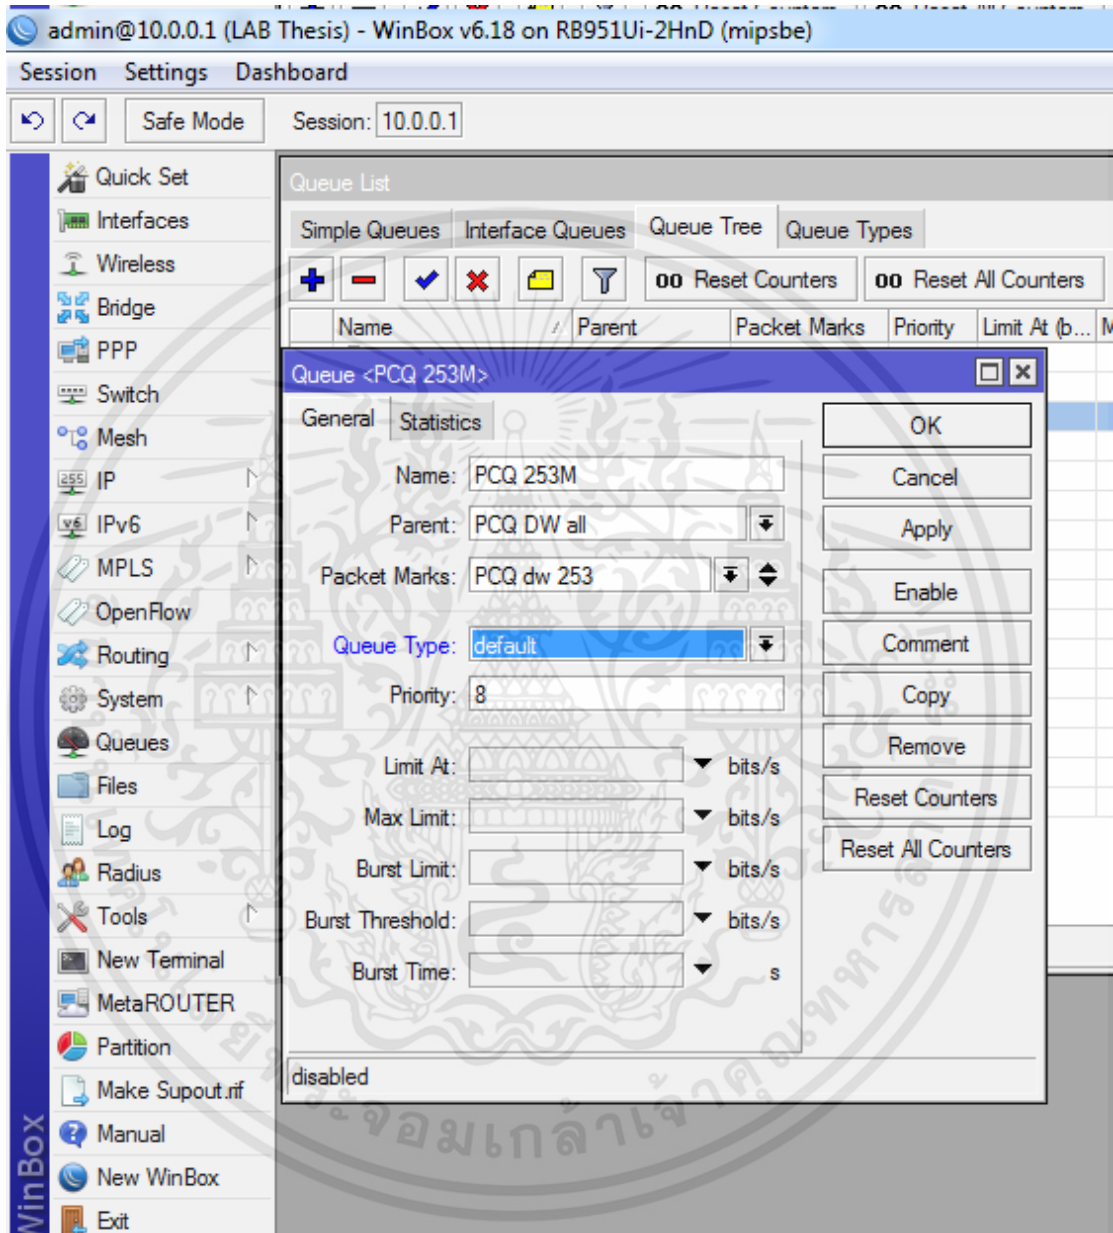 admin@10.0.0.1 (LAB Thesis) - WinBox v6.18 on RB951Ui-2HnD (mipsbe)
Session Settings Dashboard
Safe Mode Session: 10.0.0.1
Quick Set
Interfaces
Wireless
Bridge
PPP
Switch
Mesh
IP
IPv6
MPLS
OpenFlow
Routing
System
Queues
Files
Log
Radius
Tools
New Terminal
MetaROUTER
Partition
Make Supout.rif
Manual
New WinBox
Exit
WinBox
Queue List
Simple Queues Interface Queues Queue Tree Queue Types
00 Reset Counters 00 Reset All Counters
Name Parent Packet Marks Priority Limit At (b... M
Queue <PCQ 253M>
General Statistics
Name: PCQ 253M
Parent: PCQ DW all
Packet Marks: PCQ dw 253
Queue Type: default
Priority: 8
Limit At: bits/s
Max Limit: bits/s
Burst Limit: bits/s
Burst Threshold: bits/s
Burst Time: s
OK
Cancel
Apply
Enable
Comment
Copy
Remove
Reset Counters
Reset All Counters
disabled